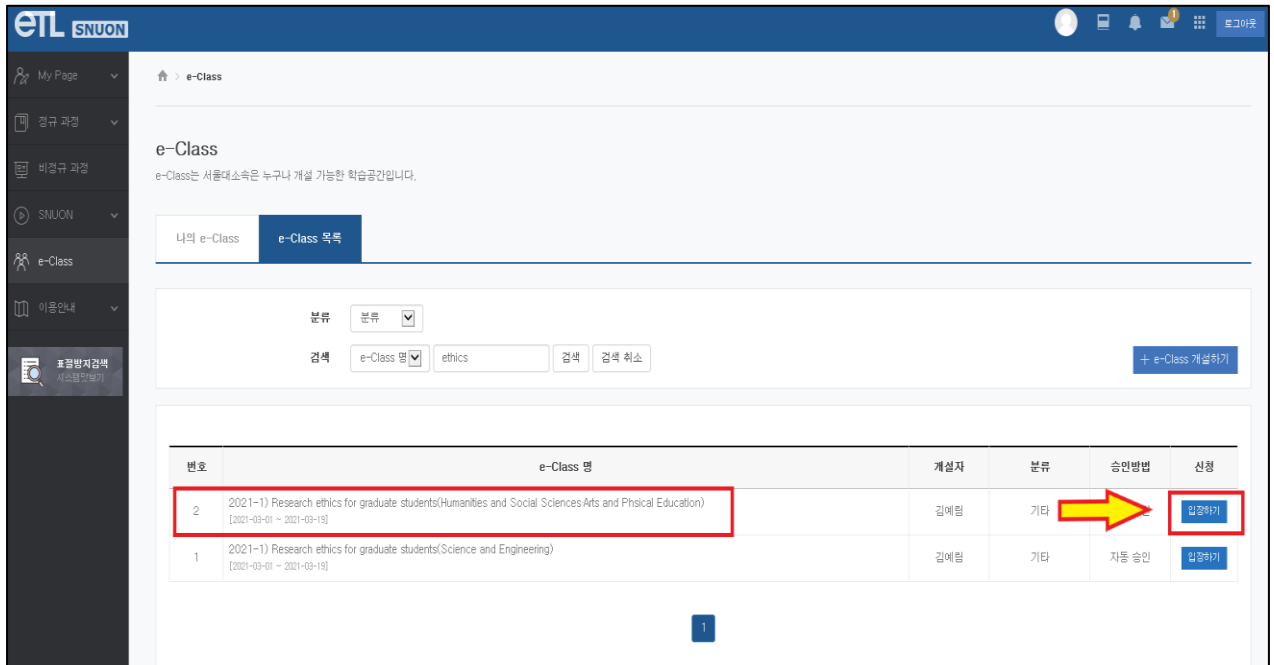 eTL SNUON
1
로그아웃
My Page
e-Class
정규 과정
비정규 과정
SNUON
e-Class
이용안내
표절방지검색
시스템맛보기
e-Class
e-Class는 서울대소속은 누구나 개설 가능한 학습공간입니다.
나의 e-Class
e-Class 목록
분류
분류
검색
e-Class 명
ethics
검색
검색 취소
+ e-Class 개설하기
번호
e-Class 명
개설자
분류
승인방법
신청
2
2021-1) Research ethics for graduate students(Humanities and Social Sciences·Arts and Phsical Education)
[2021-03-01 ~ 2021-03-19]
김예림
기타
입장하기
1
2021-1) Research ethics for graduate students(Science and Engineering)
[2021-03-01 ~ 2021-03-19]
김예림
기타
자동 승인
입장하기
1